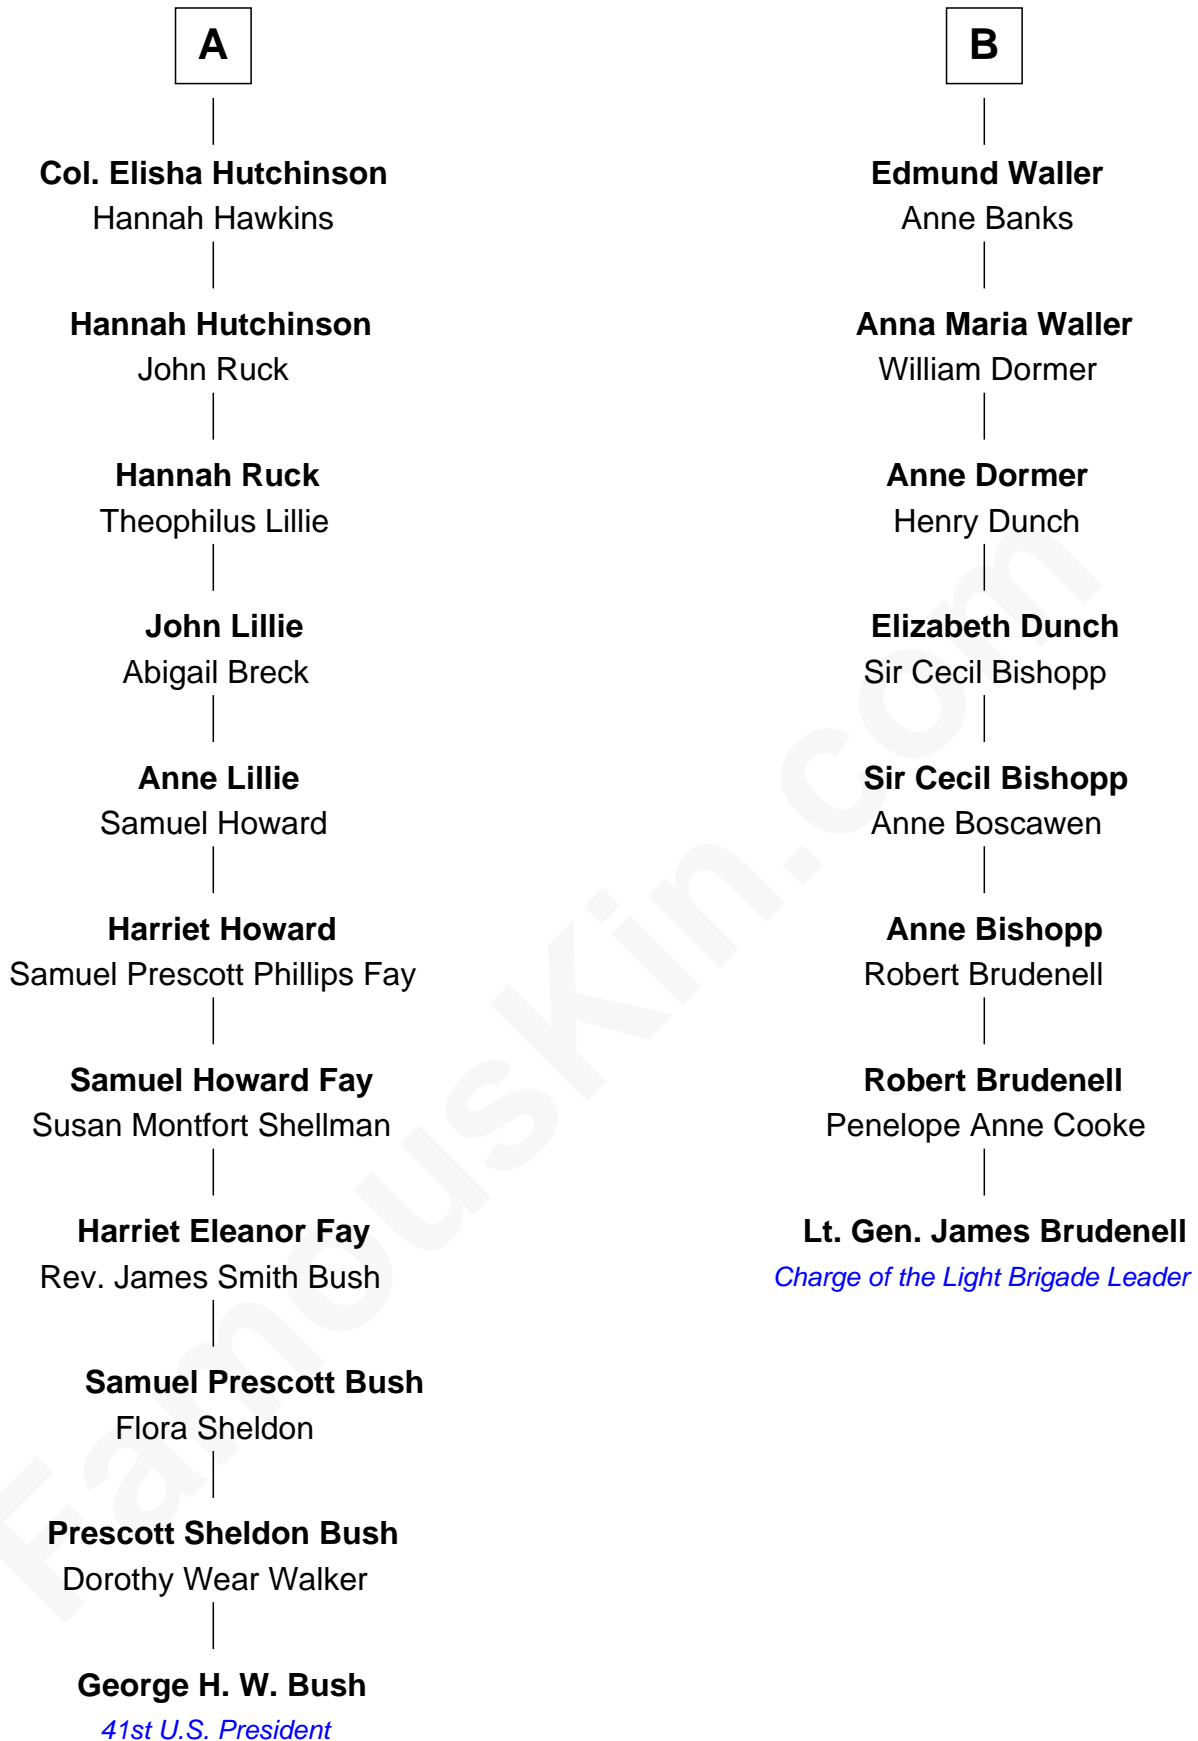 A
Col. Elisha Hutchinson
Hannah Hawkins
Hannah Hutchinson
John Ruck
Hannah Ruck
Theophilus Lillie
John Lillie
Abigail Breck
Anne Lillie
Samuel Howard
Harriet Howard
Samuel Prescott Phillips Fay
Samuel Howard Fay
Susan Montfort Shellman
Harriet Eleanor Fay
Rev. James Smith Bush
Samuel Prescott Bush
Flora Sheldon
Prescott Sheldon Bush
Dorothy Wear Walker
George H. W. Bush
41st U.S. President
B
Edmund Waller
Anne Banks
Anna Maria Waller
William Dormer
Anne Dormer
Henry Dunch
Elizabeth Dunch
Sir Cecil Bishopp
Sir Cecil Bishopp
Anne Boscawen
Anne Bishopp
Robert Brudenell
Robert Brudenell
Penelope Anne Cooke
Lt. Gen. James Brudenell
Charge of the Light Brigade Leader
FamousKin.com